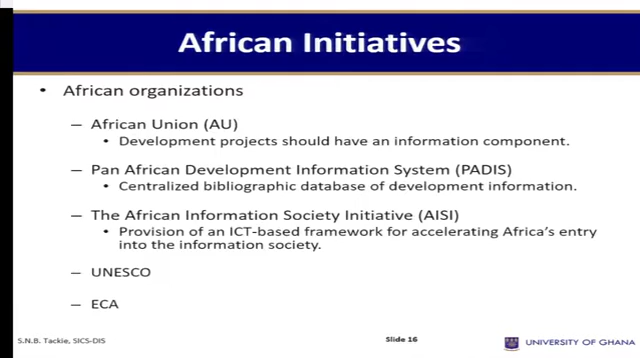 African Initiatives
• African organizations
– African Union (AU)
• Development projects should have an information component.
– Pan African Development Information System (PADIS)
• Centralized bibliographic database of development information.
– The African Information Society Initiative (AISI)
• Provision of an ICT-based framework for accelerating Africa's entry
into the information society.
– UNESCO
– ECA
S.N.B. Tackie, SICS-DIS
Slide 16
UNIVERSITY OF GHANA